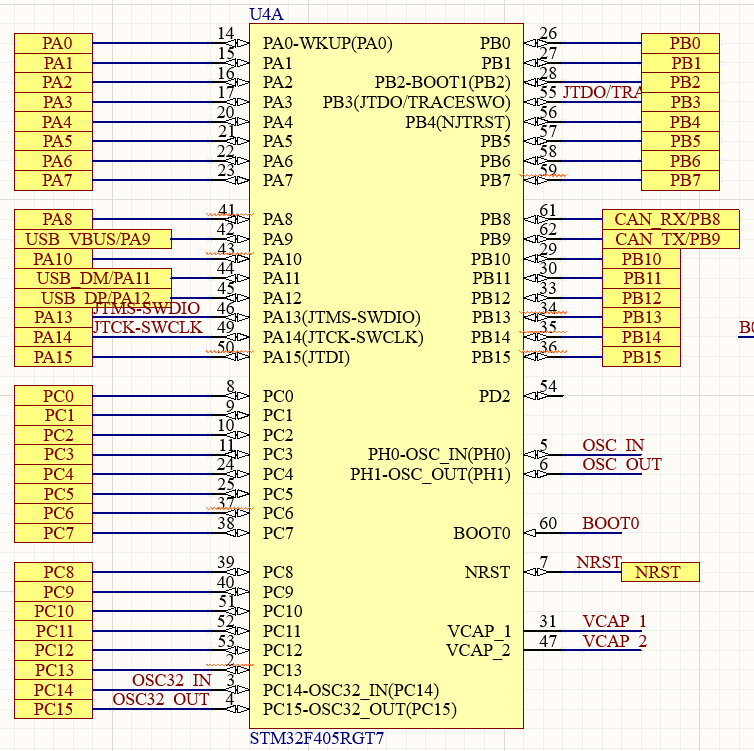 U4A
PA0 14 PA0-WKUP(PA0) PB0 26 PB0
PA1 15 PA1 PB1 27 PB1
PA2 16 PA2 PB2-BOOT1(PB2) 28 PB2
PA3 17 PA3 PB3(JTDO/TRACESWO) 55 JTDO/TRA PB3
PA4 20 PA4 PB4(NJTRST) 56 PB4
PA5 21 PA5 PB5 57 PB5
PA6 22 PA6 PB6 58 PB6
PA7 23 PA7 PB7 59 PB7
PA8 41 PA8 PB8 61 CAN_RX/PB8
USB_VBUS/PA9 42 PA9 PB9 62 CAN_TX/PB9
PA10 43 PA10 PB10 29 PB10
USB_DM/PA11 44 PA11 PB11 30 PB11
USB_DP/PA12 45 PA12 PB12 33 PB12
PA13 JTMS-SWDIO 46 PA13(JTMS-SWDIO) PB13 34 PB13
PA14 JTCK-SWCLK 49 PA14(JTCK-SWCLK) PB14 35 PB14
PA15 50 PA15(JTDI) PB15 36 PB15
PC0 8 PC0 PD2 54
PC1 9 PC1
PC2 10 PC2
PC3 11 PC3 PH0-OSC_IN(PH0) 5 OSC_IN
PC4 24 PC4 PH1-OSC_OUT(PH1) 6 OSC_OUT
PC5 25 PC5
PC6 37 PC6
PC7 38 PC7 BOOT0 60 BOOT0
PC8 39 PC8 NRST 7 NRST NRST
PC9 40 PC9
PC10 51 PC10
PC11 52 PC11 VCAP_1 31 VCAP_1
PC12 53 PC12 VCAP_2 47 VCAP_2
PC13 2 PC13
PC14 OSC32_IN 3 PC14-OSC32_IN(PC14)
PC15 OSC32_OUT 4 PC15-OSC32_OUT(PC15)
STM32F405RGT7